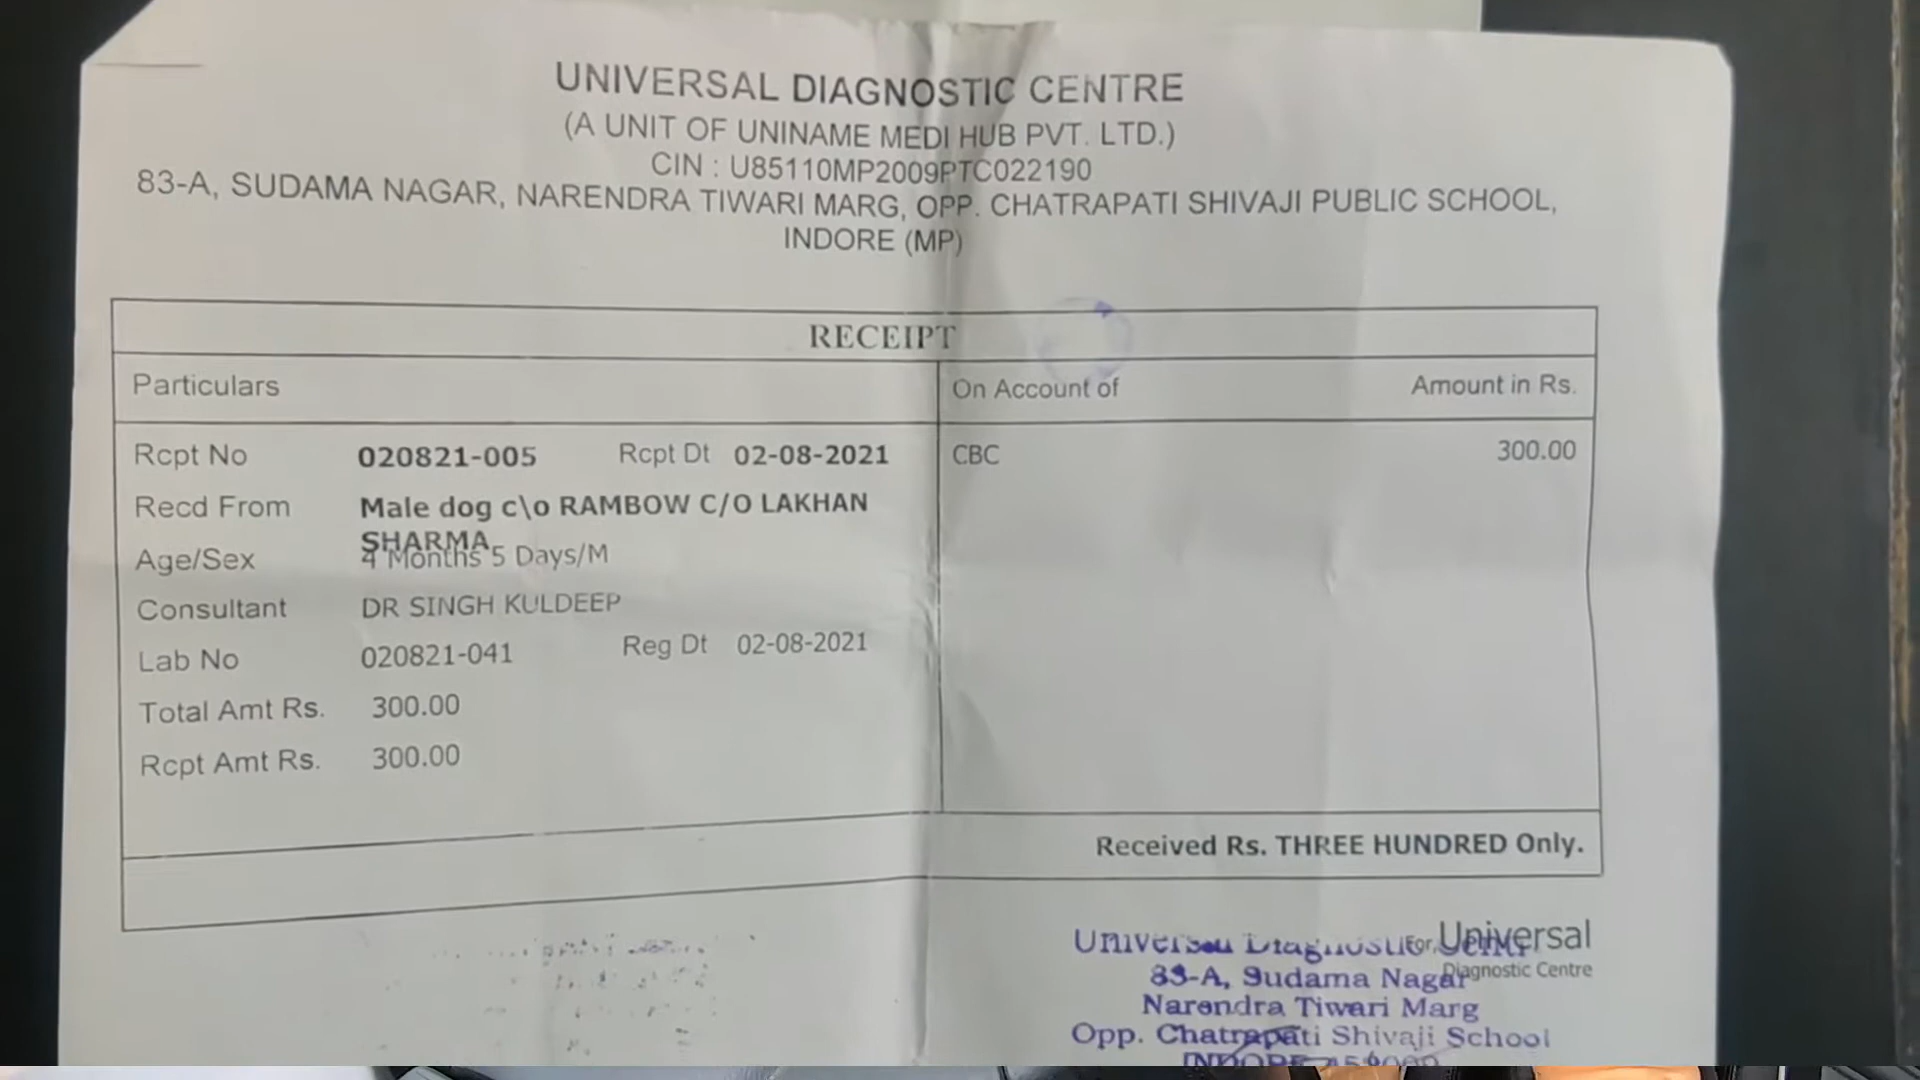 UNIVERSAL DIAGNOSTIC CENTRE
(A UNIT OF UNINAME MEDI HUB PVT. LTD.)
CIN : U85110MP2009PTC022190
83-A, SUDAMA NAGAR, NARENDRA TIWARI MARG, OPP. CHATRAPATI SHIVAJI PUBLIC SCHOOL,
INDORE (MP)
RECEIPT
Particulars On Account of Amount in Rs.
Rcpt No 020821-005 Rcpt Dt 02-08-2021 CBC 300.00
Recd From Male dog c\o RAMBOW C/O LAKHAN
SHARMA
Age/Sex 4 Months 5 Days/M
Consultant DR SINGH KULDEEP
Lab No 020821-041 Reg Dt 02-08-2021
Total Amt Rs. 300.00
Rcpt Amt Rs. 300.00
Received Rs. THREE HUNDRED Only.
For, Universal
Diagnostic Centre
Universal Diagnostic
83-A, Sudama Nagar
Narendra Tiwari Marg
Opp. Chatrapati Shivaji School
INDORE